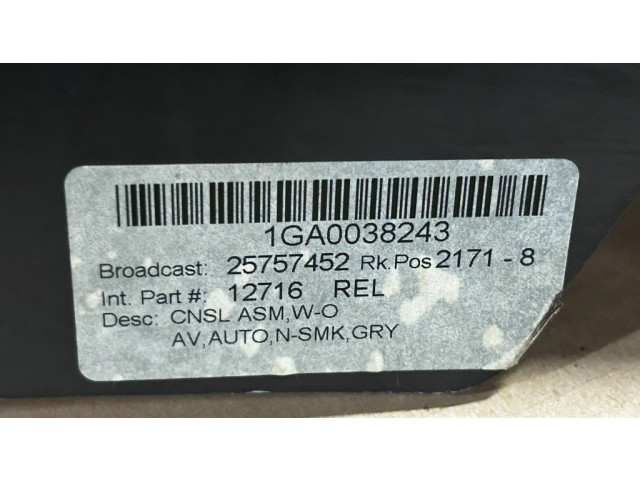 1GA0038243
Broadcast: 25757452 Rk.Pos 2171 - 8
Int. Part #: 12716 REL
Desc: CNSL ASM,W-O
AV,AUTO,N-SMK,GRY